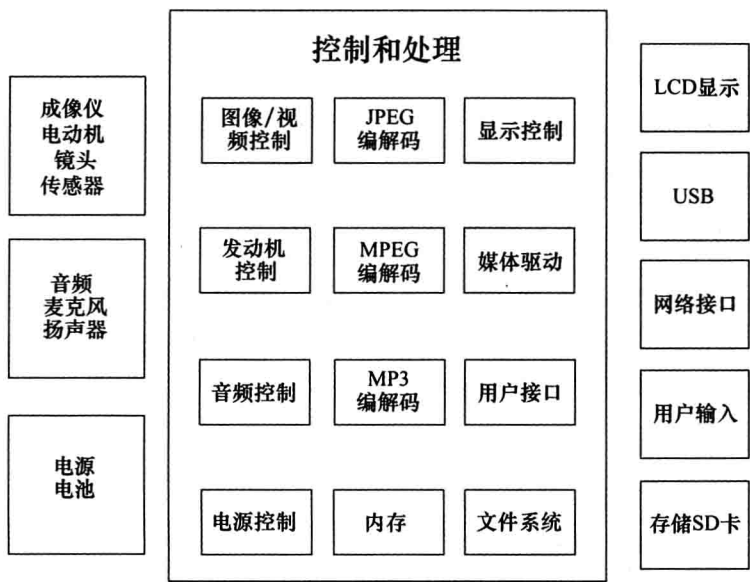 控制和处理
成像仪
电动机
镜头
传感器
音频
麦克风
扬声器
电源
电池
图像/视
频控制
JPEG
编解码
显示控制
发动机
控制
MPEG
编解码
媒体驱动
音频控制
MP3
编解码
用户接口
电源控制
内存
文件系统
LCD显示
USB
网络接口
用户输入
存储SD卡